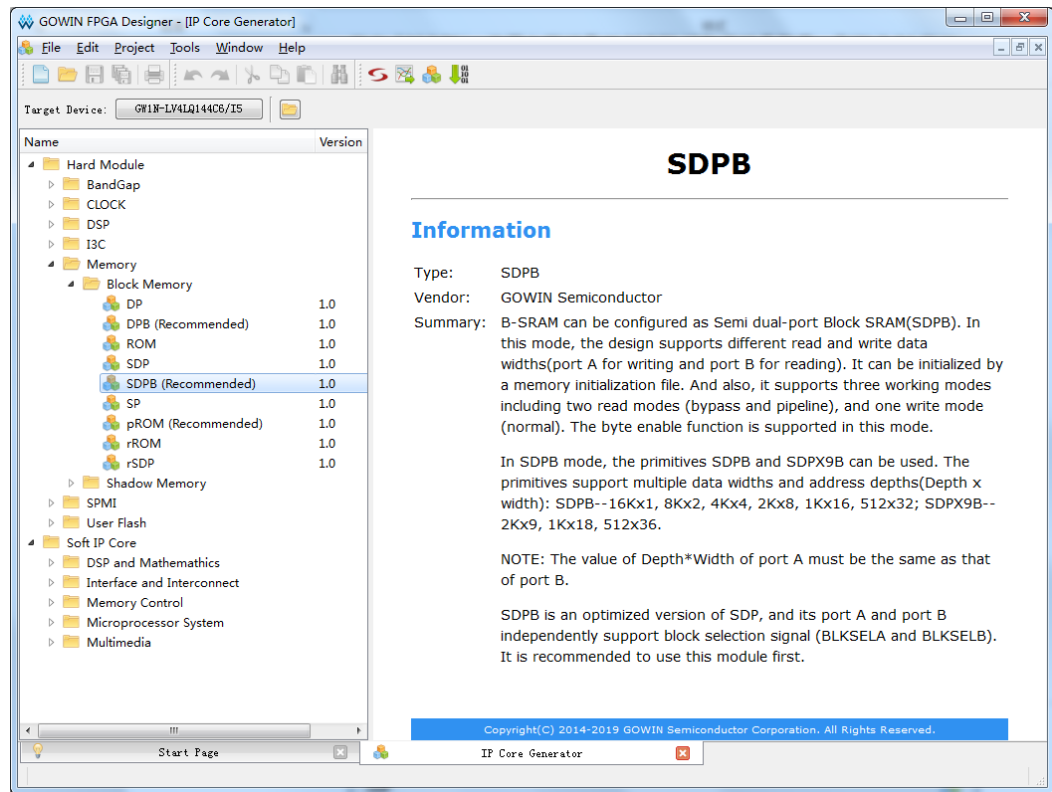 GOWIN FPGA Designer - [IP Core Generator]
File Edit Project Tools Window Help
Target Device: GW1N-LV4LQ144C6/I5
Name Version
Hard Module
BandGap
CLOCK
DSP
I3C
Memory
Block Memory
DP 1.0
DPB (Recommended) 1.0
ROM 1.0
SDP 1.0
SDPB (Recommended) 1.0
SP 1.0
pROM (Recommended) 1.0
rROM 1.0
rSDP 1.0
Shadow Memory
SPMI
User Flash
Soft IP Core
DSP and Mathemathics
Interface and Interconnect
Memory Control
Microprocessor System
Multimedia
SDPB
Information
Type: SDPB
Vendor: GOWIN Semiconductor
Summary: B-SRAM can be configured as Semi dual-port Block SRAM(SDPB). In
this mode, the design supports different read and write data
widths(port A for writing and port B for reading). It can be initialized by
a memory initialization file. And also, it supports three working modes
including two read modes (bypass and pipeline), and one write mode
(normal). The byte enable function is supported in this mode.
In SDPB mode, the primitives SDPB and SDPX9B can be used. The
primitives support multiple data widths and address depths(Depth x
width): SDPB--16Kx1, 8Kx2, 4Kx4, 2Kx8, 1Kx16, 512x32; SDPX9B--
2Kx9, 1Kx18, 512x36.
NOTE: The value of Depth*Width of port A must be the same as that
of port B.
SDPB is an optimized version of SDP, and its port A and port B
independently support block selection signal (BLKSELA and BLKSELB).
It is recommended to use this module first.
Copyright(C) 2014-2019 GOWIN Semiconductor Corporation. All Rights Reserved.
Start Page IP Core Generator